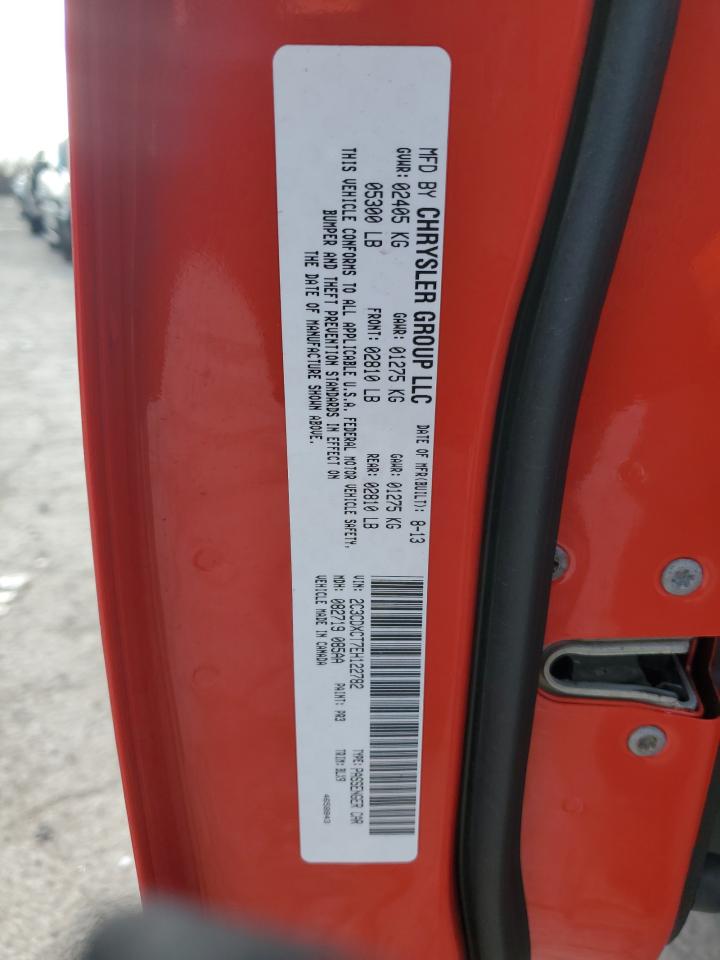 MFD BY CHRYSLER GROUP LLC DATE OF MFR(BUILT): 8-13
GVWR: 02405 KG GAWR: 01275 KG GAWR: 01275 KG
05300 LB FRONT: 02810 LB REAR: 02810 LB
THIS VEHICLE CONFORMS TO ALL APPLICABLE U.S.A. FEDERAL MOTOR VEHICLE SAFETY,
BUMPER AND THEFT PREVENTION STANDARDS IN EFFECT ON
THE DATE OF MANUFACTURE SHOWN ABOVE.
VIN: 2C3CDXCT7EH122782 TYPE: PASSENGER CAR
MDH: 082719 085AA PAINT: PR3 TRIM: BLX9
VEHICLE MADE IN CANADA 46580843